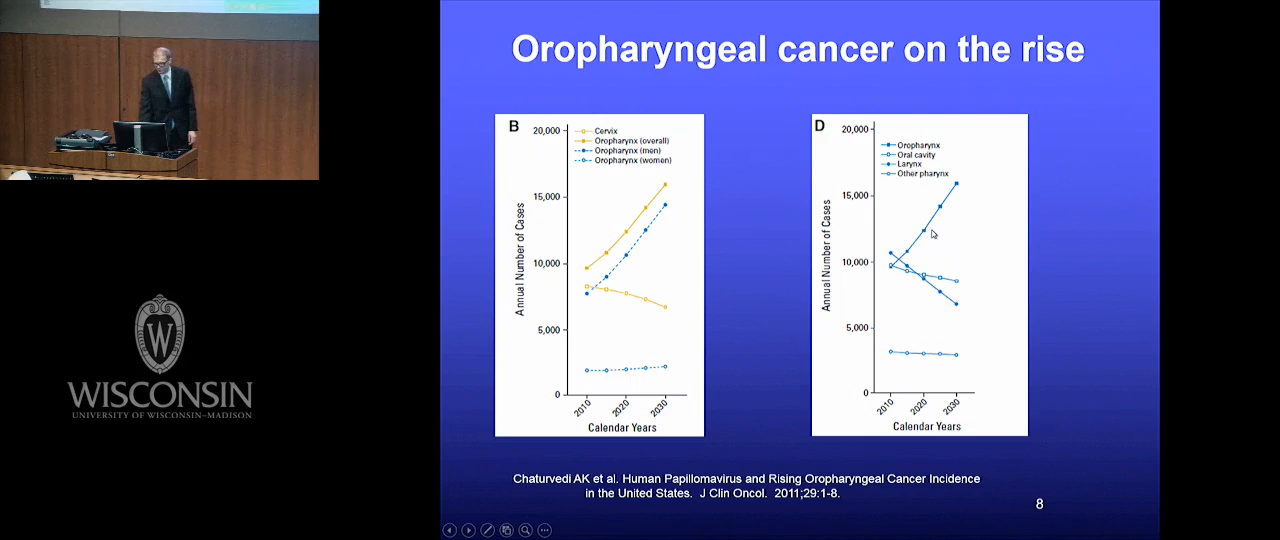 Oropharyngeal cancer on the rise
B
20,000
15,000
10,000
5,000
0
Annual Number of Cases
Cervix
Oropharynx (overall)
Oropharynx (men)
Oropharynx (women)
2010
2020
2030
Calendar Years
D
20,000
15,000
10,000
5,000
0
Annual Number of Cases
Oropharynx
Oral cavity
Larynx
Other pharynx
2010
2020
2030
Calendar Years
Chaturvedi AK et al. Human Papillomavirus and Rising Oropharyngeal Cancer Incidence
in the United States. J Clin Oncol. 2011;29:1-8.
8
W
WISCONSIN
UNIVERSITY OF WISCONSIN–MADISON